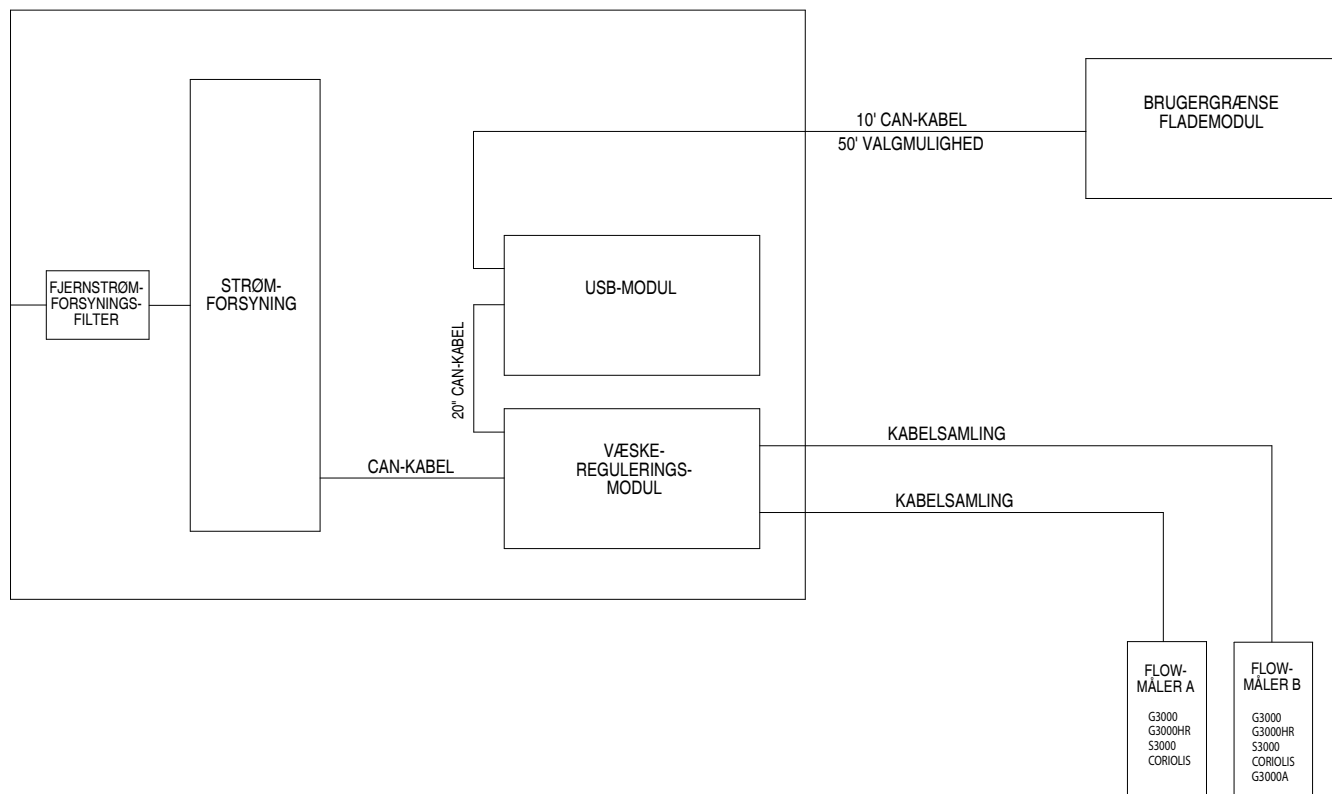 10' CAN-KABEL
50' VALGMULIGHED
BRUGERGRÆNSE
FLADEMODUL
FJERNSTRØM-
FORSYNINGS-
FILTER
STRØM-
FORSYNING
USB-MODUL
20" CAN-KABEL
CAN-KABEL
VÆSKE-
REGULERINGS-
MODUL
KABELSAMLING
KABELSAMLING
FLOW-
MÅLER A
G3000
G3000HR
S3000
CORIOLIS
FLOW-
MÅLER B
G3000
G3000HR
S3000
CORIOLIS
G3000A